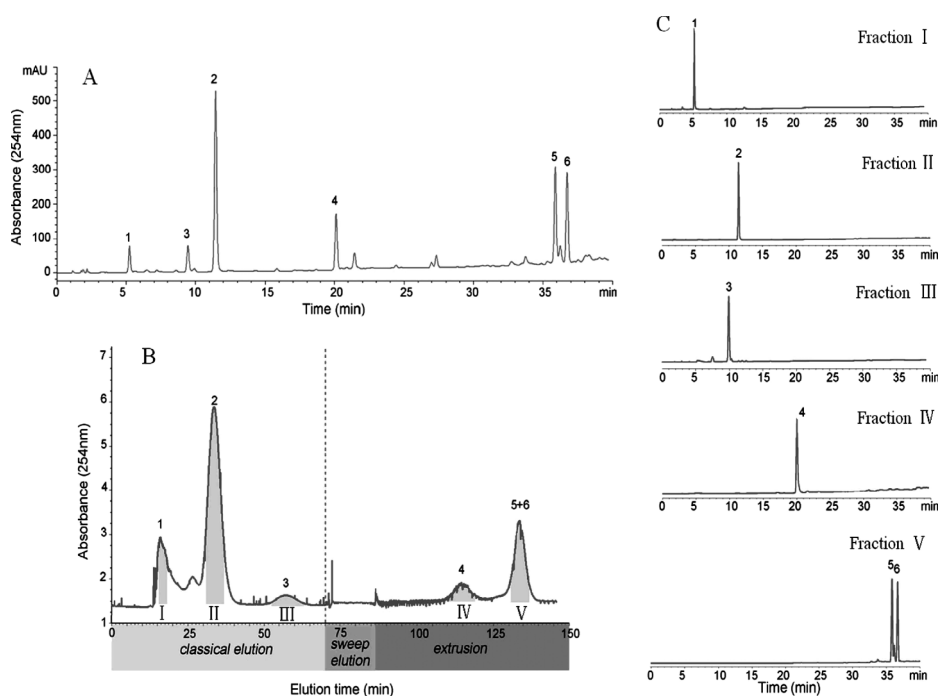 A
mAU
Absorbance (254nm)
500
400
300
200
100
0
1
3
2
4
5
6
0 5 10 15 20 25 30 35 min
Time (min)
B
Absorbance (254nm)
7
6
5
4
3
2
1
1
2
3
4
5+6
I II III IV V
0 25 50 75 100 125 150
classical elution
sweep
elution
extrusion
Elution time (min)
C
1
Fraction I
0 5 10 15 20 25 30 35 min
2
Fraction II
0 5 10 15 20 25 30 35 min
3
Fraction III
0 5 10 15 20 25 30 35 min
4
Fraction IV
0 5 10 15 20 25 30 35 min
Fraction V
56
0 5 10 15 20 25 30 35 min
Time (min)